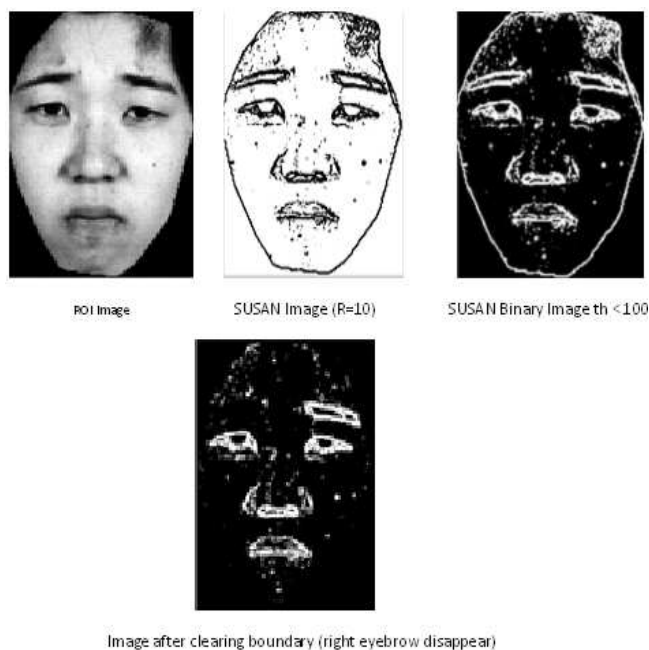 ROI Image
SUSAN Image (R=10)
SUSAN Binary Image th <100
Image after clearing boundary (right eyebrow disappear)